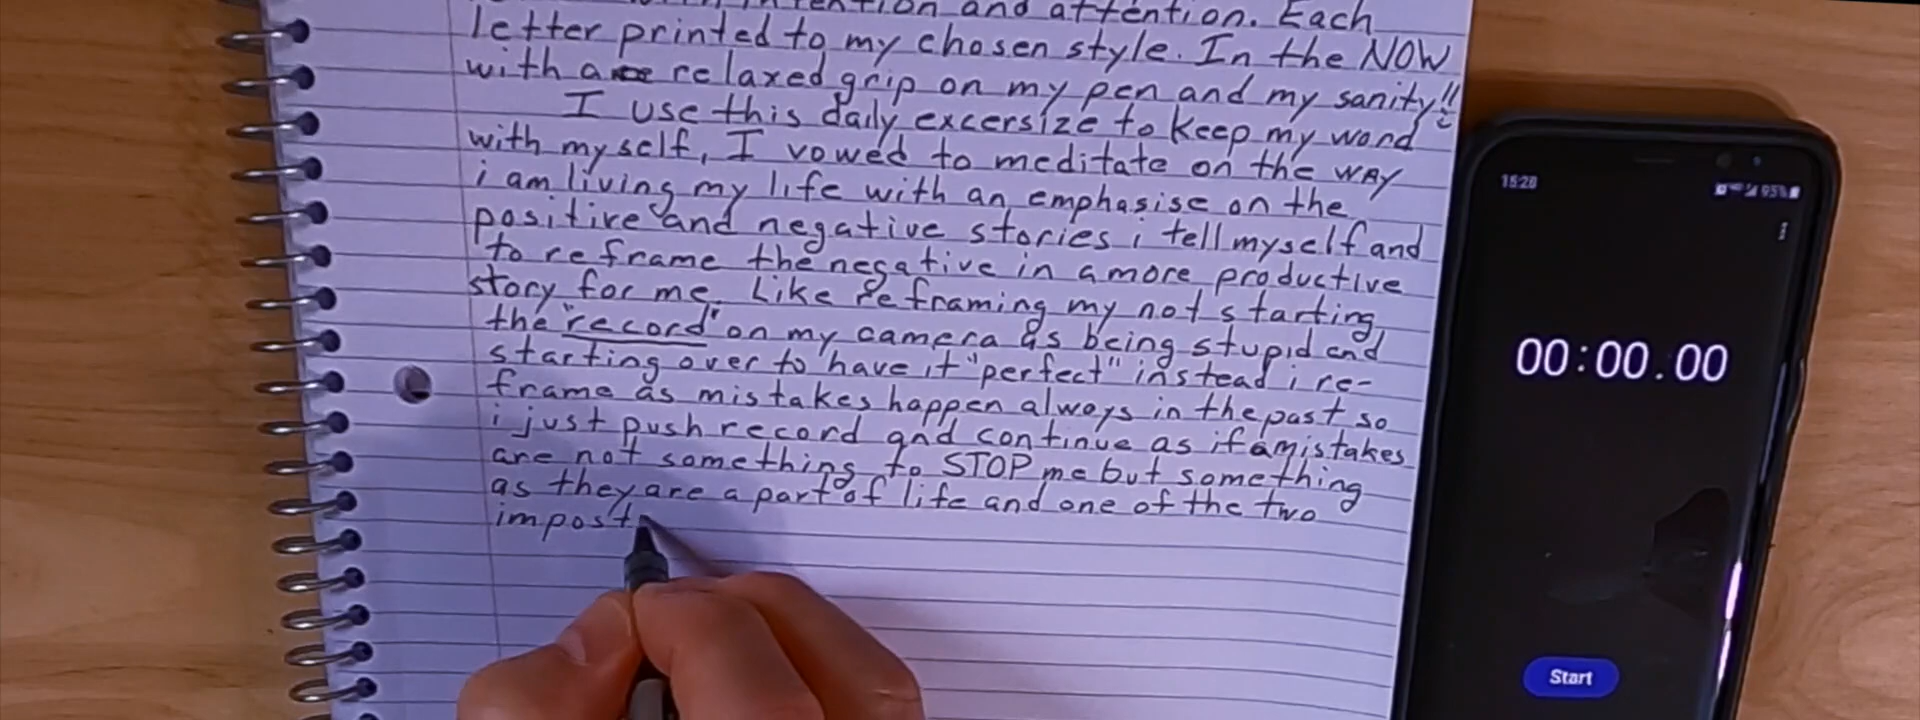 intention and attention. Each
letter printed to my chosen style. In the NOW
with a relaxed grip on my pen and my sanity!!
I use this daily excersize to keep my word
with myself, I vowed to meditate on the WAY
i am living my life with an emphasise on the
positive and negative stories i tell myself and
to reframe the negative in a more productive
story for me. Like reframing my not starting
the "record" on my camera as being stupid and
starting over to have it "perfect" instead i re-
frame as mistakes happen always in the past so
i just push record and continue as if a mistakes
are not something to STOP me but something
as they are a part of life and one of the two
impost
15:20
95%
00:00.00
Start